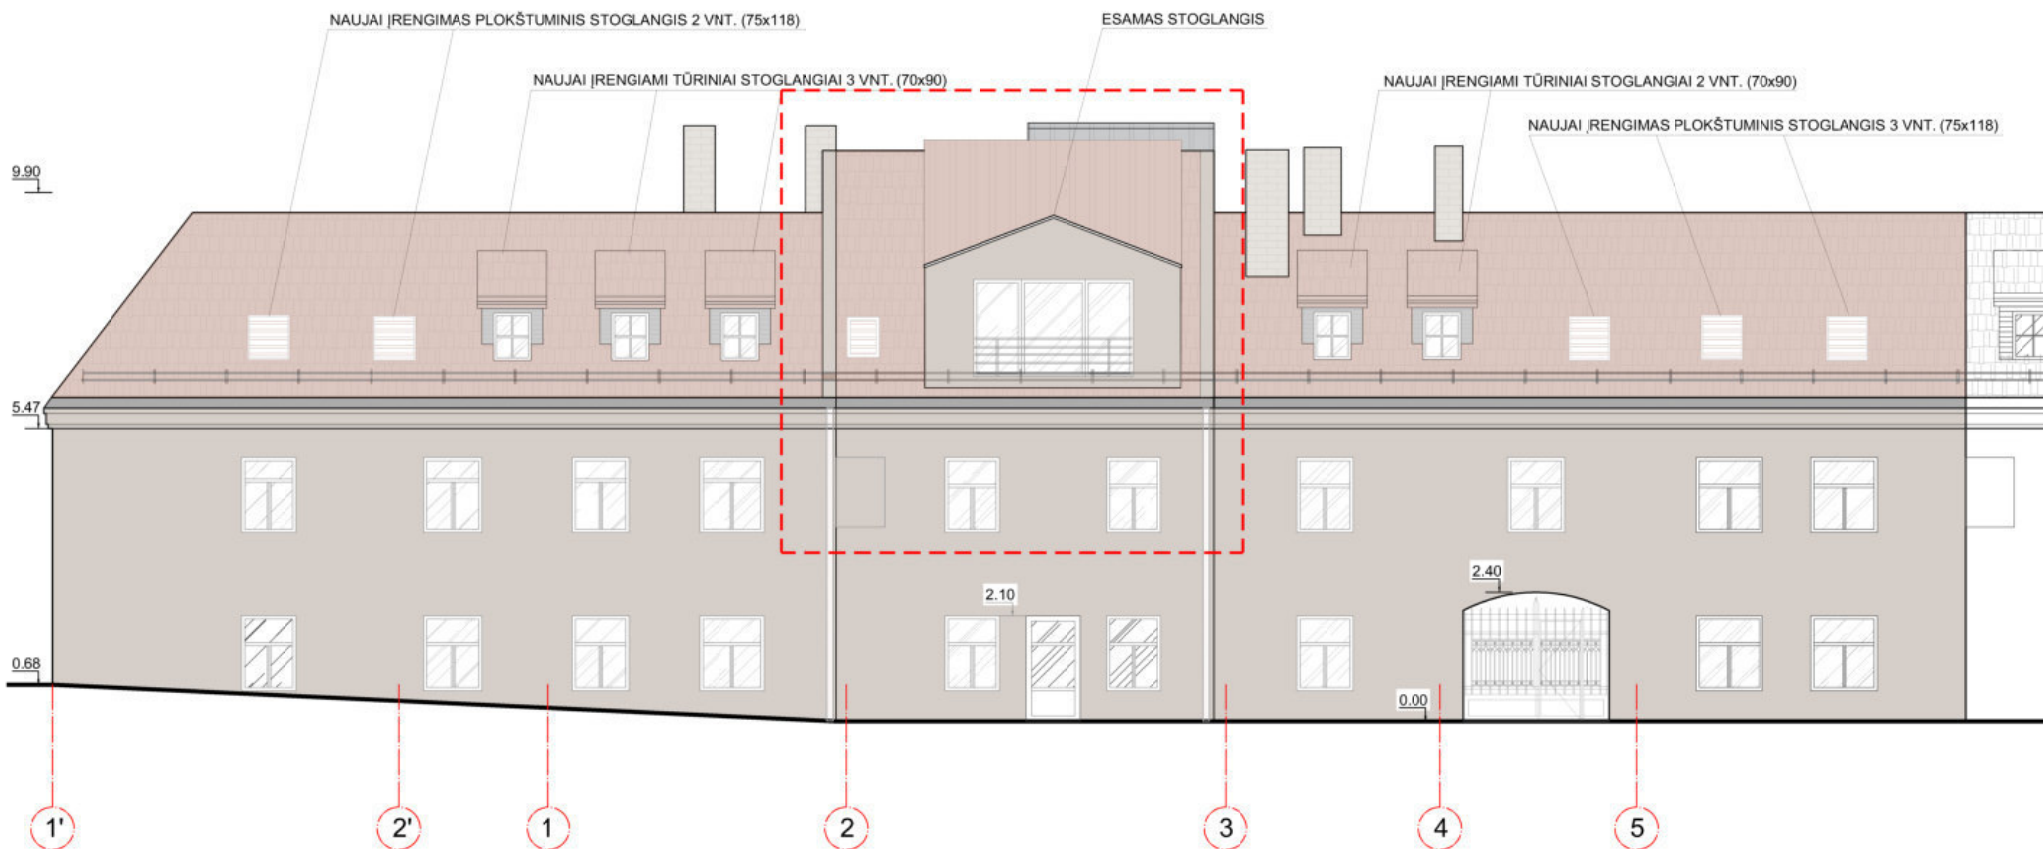 NAUJAI ĮRENGIMAS PLOKŠTUMINIS STOGLANGIS 2 VNT. (75x118)
ESAMAS STOGLANGIS
NAUJAI ĮRENGIAMI TŪRINIAI STOGLANGIAI 3 VNT. (70x90)
NAUJAI ĮRENGIAMI TŪRINIAI STOGLANGIAI 2 VNT. (70x90)
NAUJAI ĮRENGIMAS PLOKŠTUMINIS STOGLANGIS 3 VNT. (75x118)
9.90
5.47
2.40
2.10
0.68
0.00
1' 2' 1 2 3 4 5